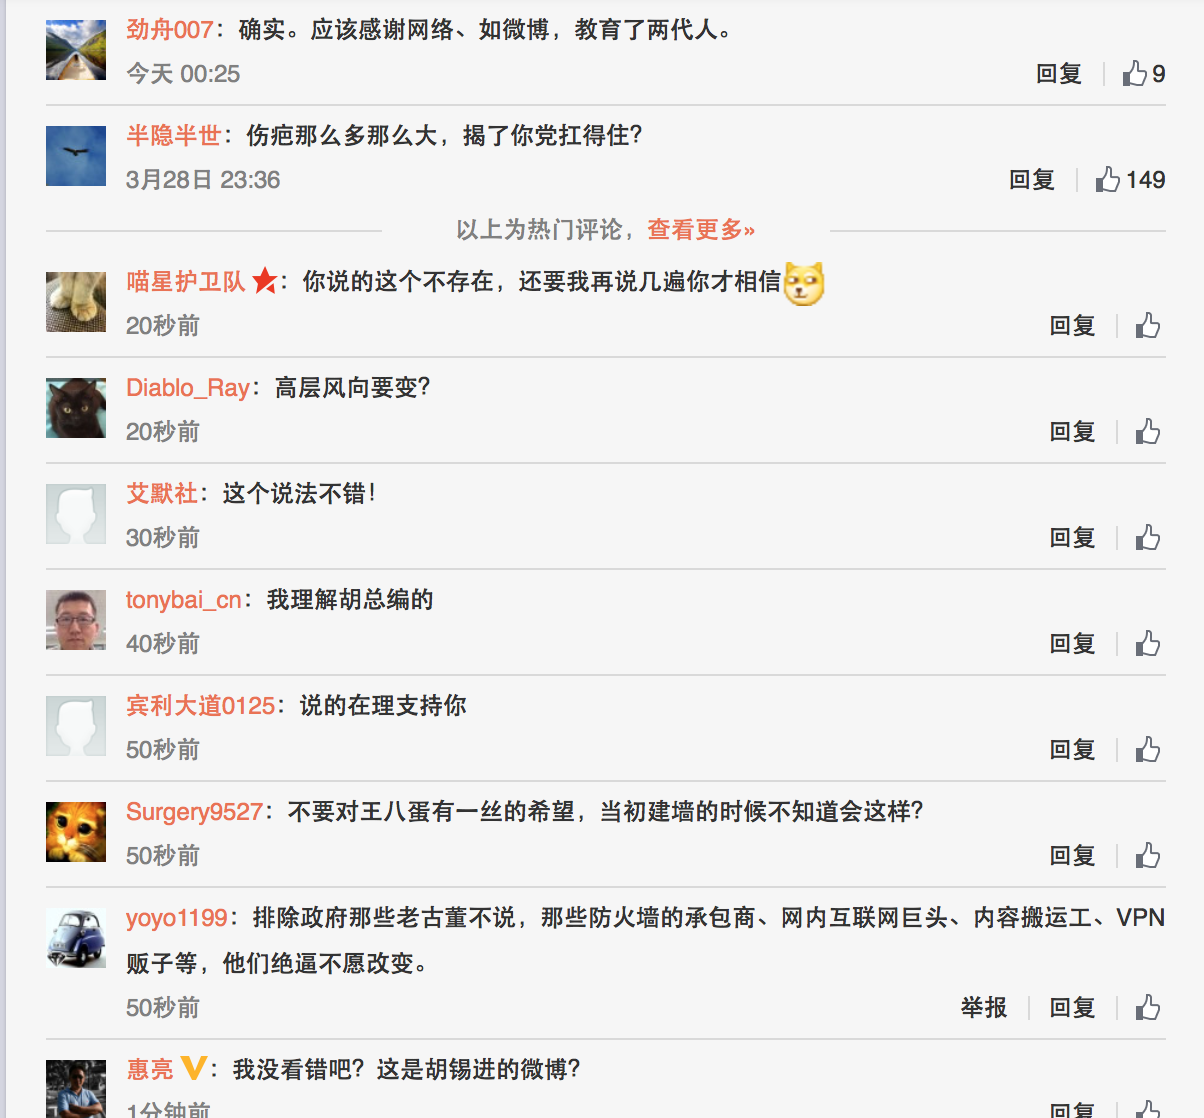 劲舟007：确实。应该感谢网络、如微博，教育了两代人。
今天 00:25
回复 9
半隐半世：伤疤那么多那么大，揭了你党扛得住？
3月28日 23:36
回复 149
以上为热门评论，查看更多»
喵星护卫队：你说的这个不存在，还要我再说几遍你才相信
20秒前
回复
Diablo_Ray：高层风向要变？
20秒前
回复
艾默社：这个说法不错！
30秒前
回复
tonybai_cn：我理解胡总编的
40秒前
回复
宾利大道0125：说的在理支持你
50秒前
回复
Surgery9527：不要对王八蛋有一丝的希望，当初建墙的时候不知道会这样？
50秒前
回复
yoyo1199：排除政府那些老古董不说，那些防火墙的承包商、网内互联网巨头、内容搬运工、VPN
贩子等，他们绝逼不愿改变。
50秒前
举报 回复
惠亮 V：我没看错吧？这是胡锡进的微博？
1分钟前
回复